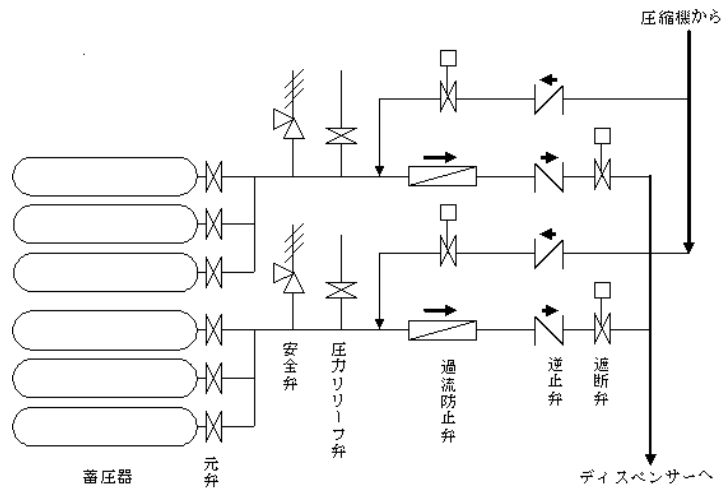 圧縮機から
安全弁
圧力リリーフ弁
過流防止弁
逆止弁
遮断弁
蓄圧器
元弁
ディスペンサーへ